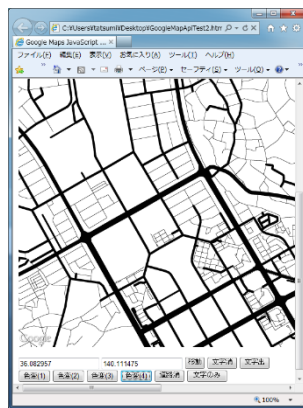 C:¥Users¥tatsumi¥Desktop¥GoogleMapApiTest2.htm
Google Maps JavaScript ...
ファイル(F) 編集(E) 表示(V) お気に入り(A) ツール(T) ヘルプ(H)
ページ(P) セーフティ(S) ツール(O)
Google
36.082957 140.111475 移動 文字消 文字出
色変(1) 色変(2) 色変(3) 色変(4) 道路消 文字のみ
100%